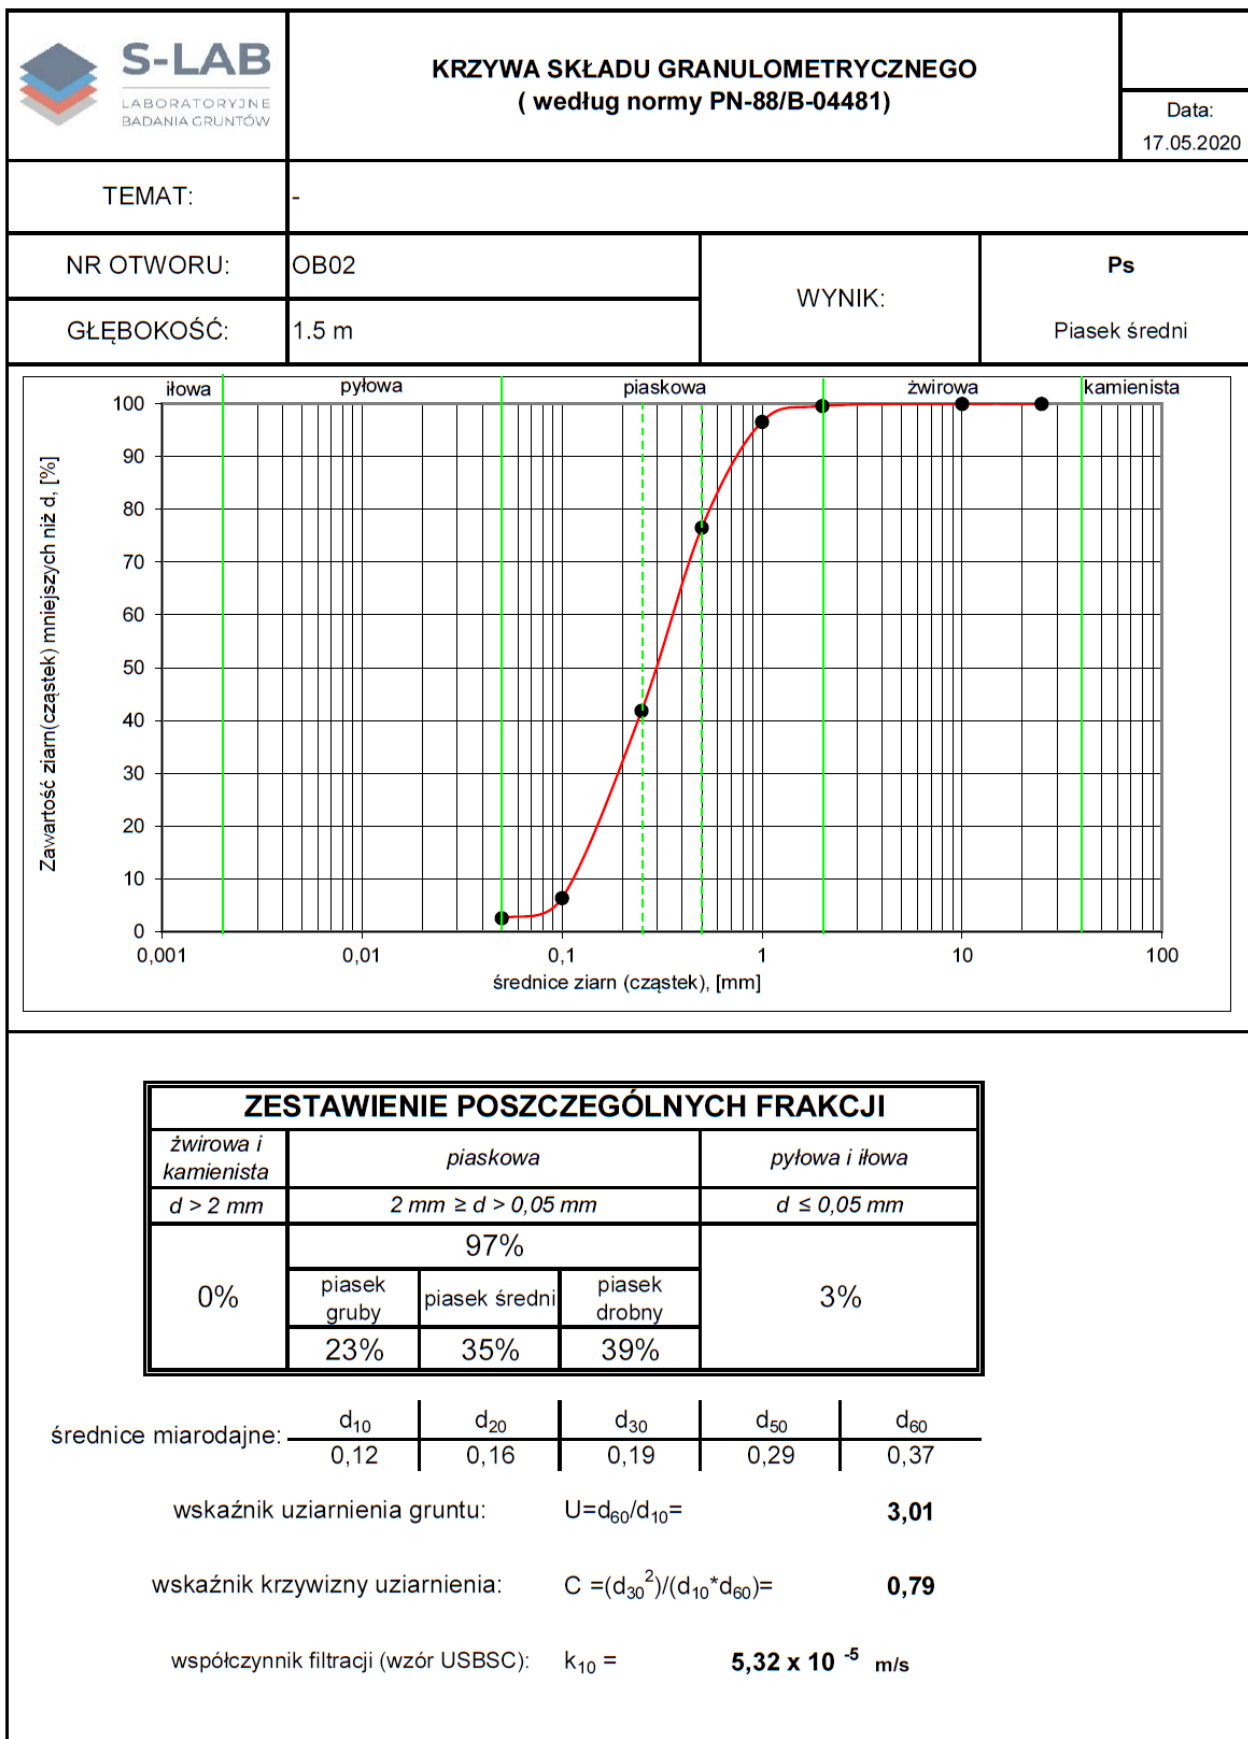 S-LAB
LABORATORYJNE
BADANIA GRUNTÓW
KRZYWA SKŁADU GRANULOMETRYCZNEGO
( według normy PN-88/B-04481)
Data:
17.05.2020
TEMAT:
-
NR OTWORU:
OB02
GŁĘBOKOŚĆ:
1.5 m
WYNIK:
Ps
Piasek średni
iłowa
pyłowa
piaskowa
żwirowa
kamienista
Zawartość ziarn(cząstek) mniejszych niż d, [%]
100
90
80
70
60
50
40
30
20
10
0
0,001
0,01
0,1
1
10
100
średnice ziarn (cząstek), [mm]
ZESTAWIENIE POSZCZEGÓLNYCH FRAKCJI
żwirowa i
kamienista
piaskowa
pyłowa i iłowa
d > 2 mm
2 mm ≥ d > 0,05 mm
d ≤ 0,05 mm
0%
97%
3%
piasek
gruby
piasek średni
piasek
drobny
23%
35%
39%
średnice miarodajne:
d10
d20
d30
d50
d60
0,12
0,16
0,19
0,29
0,37
wskaźnik uziarnienia gruntu: U=d60/d10= 3,01
wskaźnik krzywizny uziarnienia: C =(d30²)/(d10*d60)= 0,79
współczynnik filtracji (wzór USBSC): k10 = 5,32 x 10 ⁻⁵ m/s